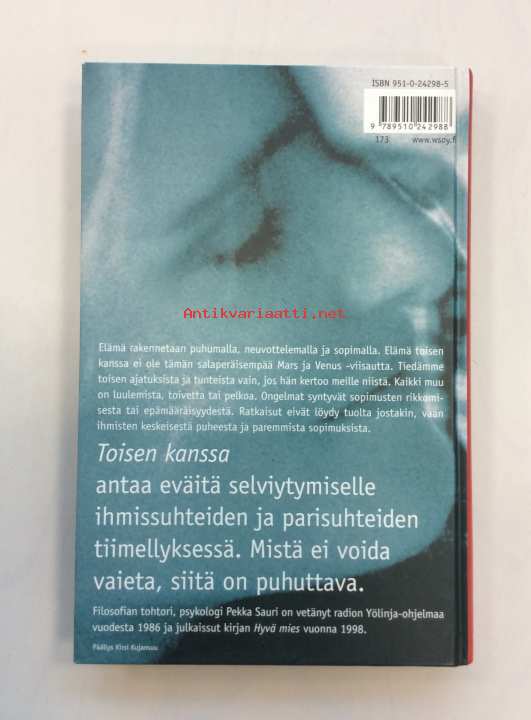 ISBN 951-0-24298-5
9 789510 242988
173 www.wsoy.fi
Antikvariaatti.net
Elämä rakennetaan puhumalla, neuvottelemalla ja sopimalla. Elämä toisen
kanssa ei ole tämän salaperäisempää Mars ja Venus -viisautta. Tiedämme
toisen ajatuksista ja tunteista vain, jos hän kertoo meille niistä. Kaikki muu
on luulemista, toivetta tai pelkoa. Ongelmat syntyvät sopimusten rikkomi-
sesta tai epämääräisyydestä. Ratkaisut eivät löydy tuolta jostakin, vaan
ihmisten keskeisestä puheesta ja paremmista sopimuksista.
Toisen kanssa
antaa eväitä selviytymiselle
ihmissuhteiden ja parisuhteiden
tiimellyksessä. Mistä ei voida
vaieta, siitä on puhuttava.
Filosofian tohtori, psykologi Pekka Sauri on vetänyt radion Yölinja-ohjelmaa
vuodesta 1986 ja julkaissut kirjan Hyvä mies vuonna 1998.
Päällys Kirsi Kujamuu